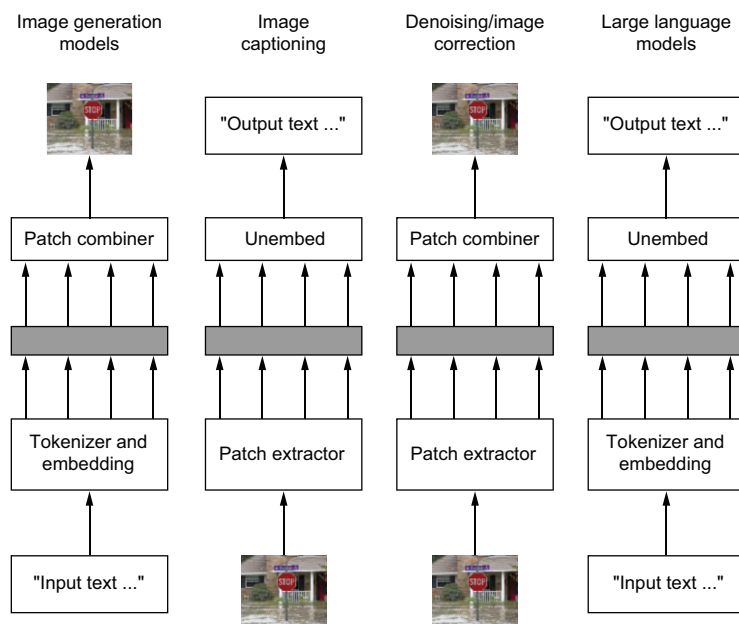 Image generation
models
Image
captioning
Denoising/image
correction
Large language
models
STOP
"Output text ..."
STOP
"Output text ..."
Patch combiner
Unembed
Patch combiner
Unembed
Tokenizer and
embedding
Patch extractor
Patch extractor
Tokenizer and
embedding
"Input text ..."
STOP
STOP
"Input text ..."